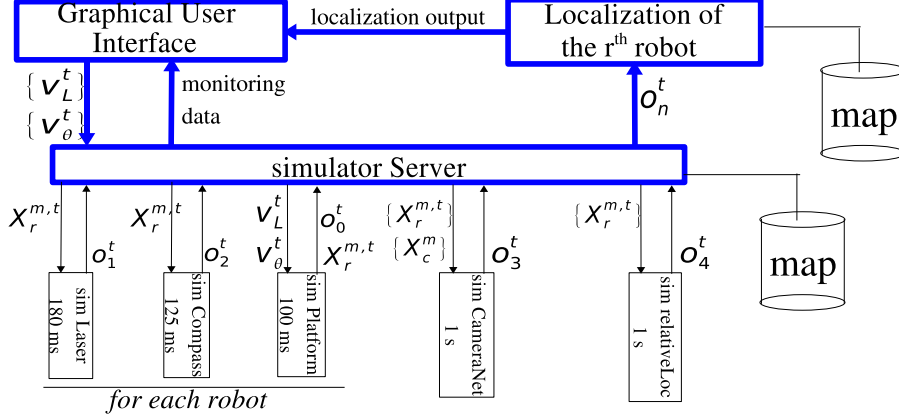 Graphical User
Interface
localization output
Localization of
the r^th robot
{v_L^t}
{v_θ^t}
monitoring
data
o_n^t
map
simulator Server
X_r^{m,t}
o_1^t
X_r^{m,t}
o_2^t
v_L^t
v_θ^t
o_0^t
X_r^{m,t}
{X_r^{m,t}}
{X_c^m}
o_3^t
{X_r^{m,t}}
o_4^t
map
sim Laser
180 ms
sim Compass
125 ms
sim Platform
100 ms
sim CameraNet
1 s
sim relativeLoc
1 s
for each robot